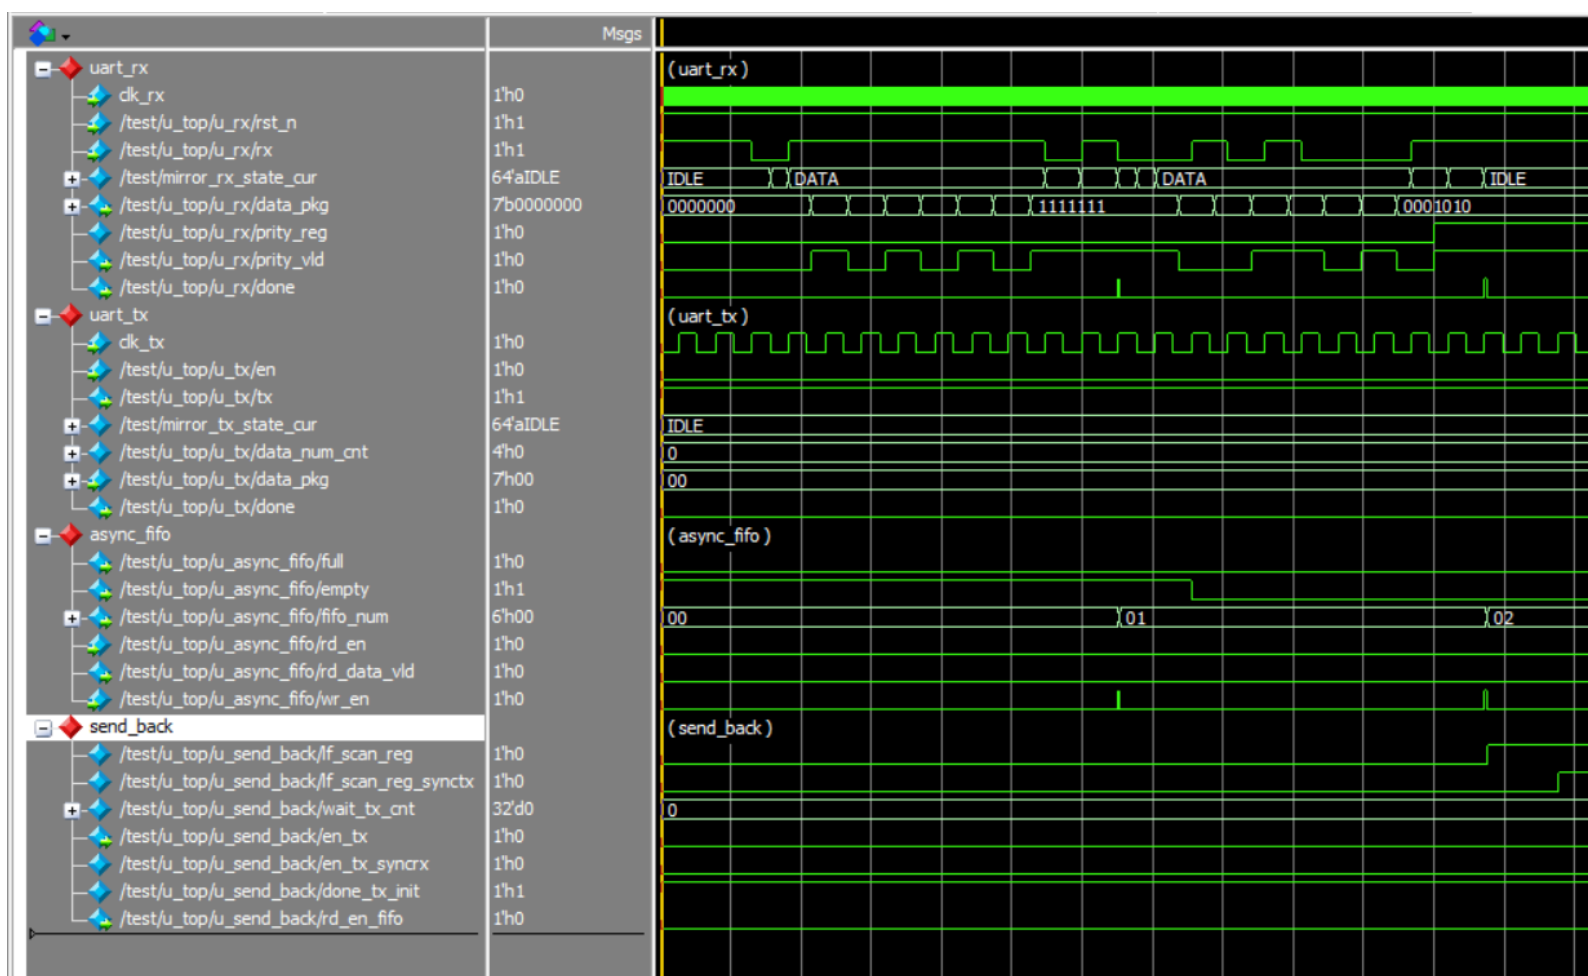 Msgs
uart_rx (uart_rx)
clk_rx 1'h0
/test/u_top/u_rx/rst_n 1'h1
/test/u_top/u_rx/rx 1'h1
/test/mirror_rx_state_cur 64'aIDLE IDLE DATA DATA IDLE
/test/u_top/u_rx/data_pkg 7'b0000000 0000000 1111111 0001010
/test/u_top/u_rx/prity_reg 1'h0
/test/u_top/u_rx/prity_vld 1'h0
/test/u_top/u_rx/done 1'h0
uart_tx (uart_tx)
clk_tx 1'h0
/test/u_top/u_tx/en 1'h0
/test/u_top/u_tx/tx 1'h1
/test/mirror_tx_state_cur 64'aIDLE IDLE
/test/u_top/u_tx/data_num_cnt 4'h0 0
/test/u_top/u_tx/data_pkg 7'h00 00
/test/u_top/u_tx/done 1'h0
async_fifo (async_fifo)
/test/u_top/u_async_fifo/full 1'h0
/test/u_top/u_async_fifo/empty 1'h1
/test/u_top/u_async_fifo/fifo_num 6'h00 00 01 02
/test/u_top/u_async_fifo/rd_en 1'h0
/test/u_top/u_async_fifo/rd_data_vld 1'h0
/test/u_top/u_async_fifo/wr_en 1'h0
send_back (send_back)
/test/u_top/u_send_back/lf_scan_reg 1'h0
/test/u_top/u_send_back/lf_scan_reg_synctx 1'h0
/test/u_top/u_send_back/wait_tx_cnt 32'd0 0
/test/u_top/u_send_back/en_tx 1'h0
/test/u_top/u_send_back/en_tx_syncrx 1'h0
/test/u_top/u_send_back/done_tx_init 1'h1
/test/u_top/u_send_back/rd_en_fifo 1'h0